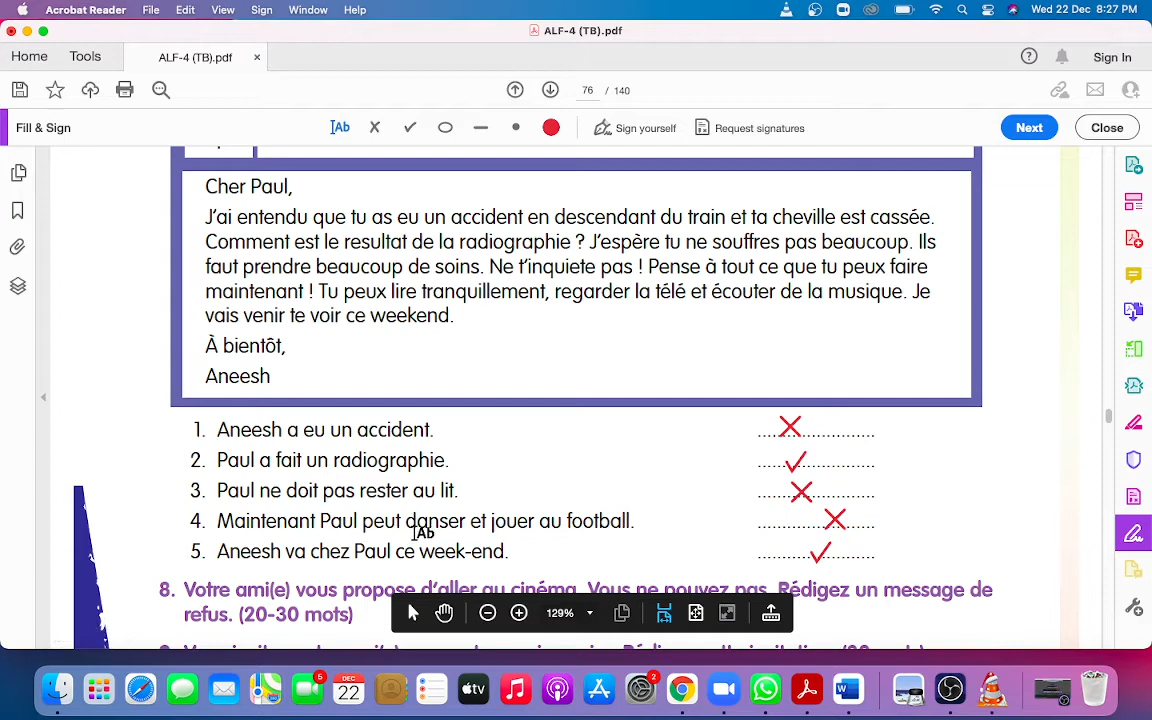 Acrobat Reader File Edit View Sign Window Help Wed 22 Dec 8:27 PM
ALF-4 (TB).pdf
Home Tools ALF-4 (TB).pdf × Sign In
76 / 140
Fill & Sign Ab Sign yourself Request signatures Next Close
Cher Paul,
J'ai entendu que tu as eu un accident en descendant du train et ta cheville est cassée.
Comment est le resultat de la radiographie ? J'espère tu ne souffres pas beaucoup. Ils
faut prendre beaucoup de soins. Ne t'inquiete pas ! Pense à tout ce que tu peux faire
maintenant ! Tu peux lire tranquillement, regarder la télé et écouter de la musique. Je
vais venir te voir ce weekend.
À bientôt,
Aneesh
1. Aneesh a eu un accident. ........................
2. Paul a fait un radiographie. ........................
3. Paul ne doit pas rester au lit. ........................
4. Maintenant Paul peut danser et jouer au football. ........................
Ab
5. Aneesh va chez Paul ce week-end. ........................
8. Votre ami(e) vous propose d'aller au cinéma. Vous ne pouvez pas. Rédigez un message de
refus. (20-30 mots)
129%
5
DEC
22
tv
2